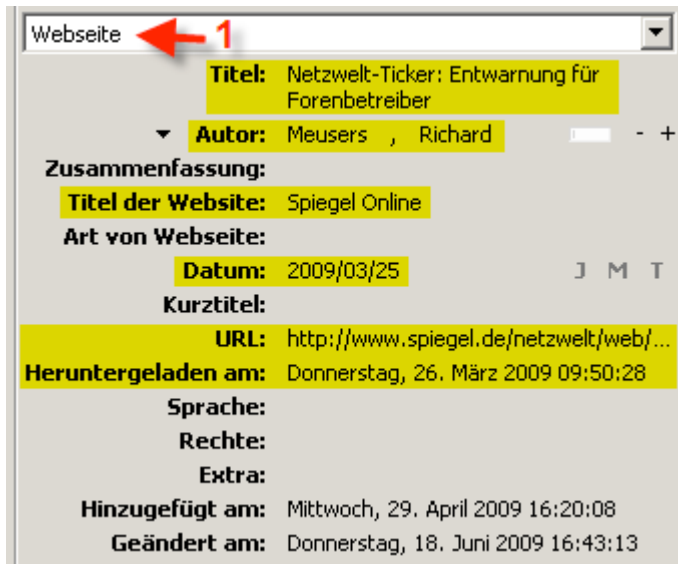 Webseite 1
Titel: Netzwelt-Ticker: Entwarnung für
Forenbetreiber
Autor: Meusers , Richard - +
Zusammenfassung:
Titel der Website: Spiegel Online
Art von Webseite:
Datum: 2009/03/25 J M T
Kurztitel:
URL: http://www.spiegel.de/netzwelt/web/...
Heruntergeladen am: Donnerstag, 26. März 2009 09:50:28
Sprache:
Rechte:
Extra:
Hinzugefügt am: Mittwoch, 29. April 2009 16:20:08
Geändert am: Donnerstag, 18. Juni 2009 16:43:13